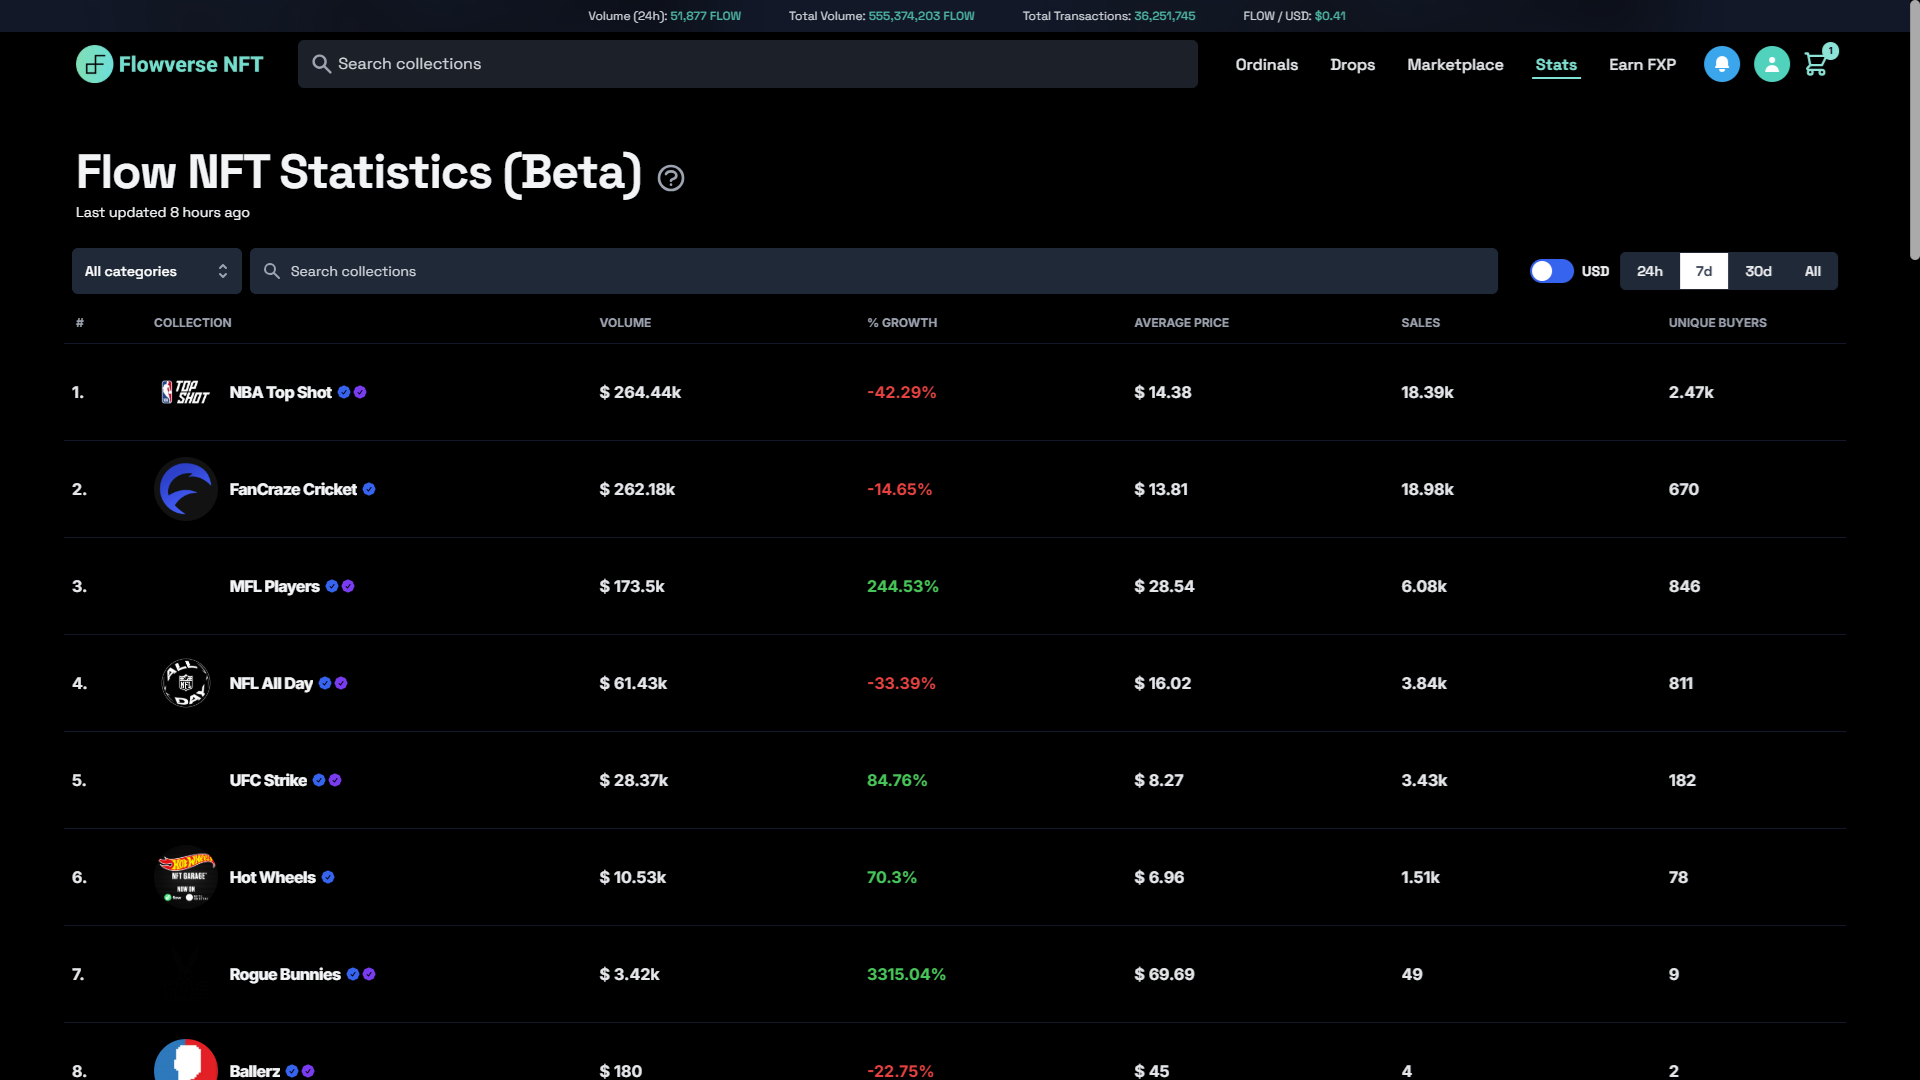 Volume (24h): 51,877 FLOW Total Volume: 555,374,203 FLOW Total Transactions: 36,251,745 FLOW / USD: $0.41
Flowverse NFT Search collections Ordinals Drops Marketplace Stats Earn FXP 1
Flow NFT Statistics (Beta) ?
Last updated 8 hours ago
All categories Search collections USD 24h 7d 30d All
# COLLECTION VOLUME % GROWTH AVERAGE PRICE SALES UNIQUE BUYERS
1. TOP SHOT NBA Top Shot $ 264.44k -42.29% $ 14.38 18.39k 2.47k
2. FanCraze Cricket $ 262.18k -14.65% $ 13.81 18.98k 670
3. MFL Players $ 173.5k 244.53% $ 28.54 6.08k 846
4. ALL NFL DAY NFL All Day $ 61.43k -33.39% $ 16.02 3.84k 811
5. UFC Strike $ 28.37k 84.76% $ 8.27 3.43k 182
6. Hot Wheels NFT GARAGE NOW ON Hot Wheels $ 10.53k 70.3% $ 6.96 1.51k 78
7. Rogue Bunnies $ 3.42k 3315.04% $ 69.69 49 9
8. Ballerz $ 180 -22.75% $ 45 4 2